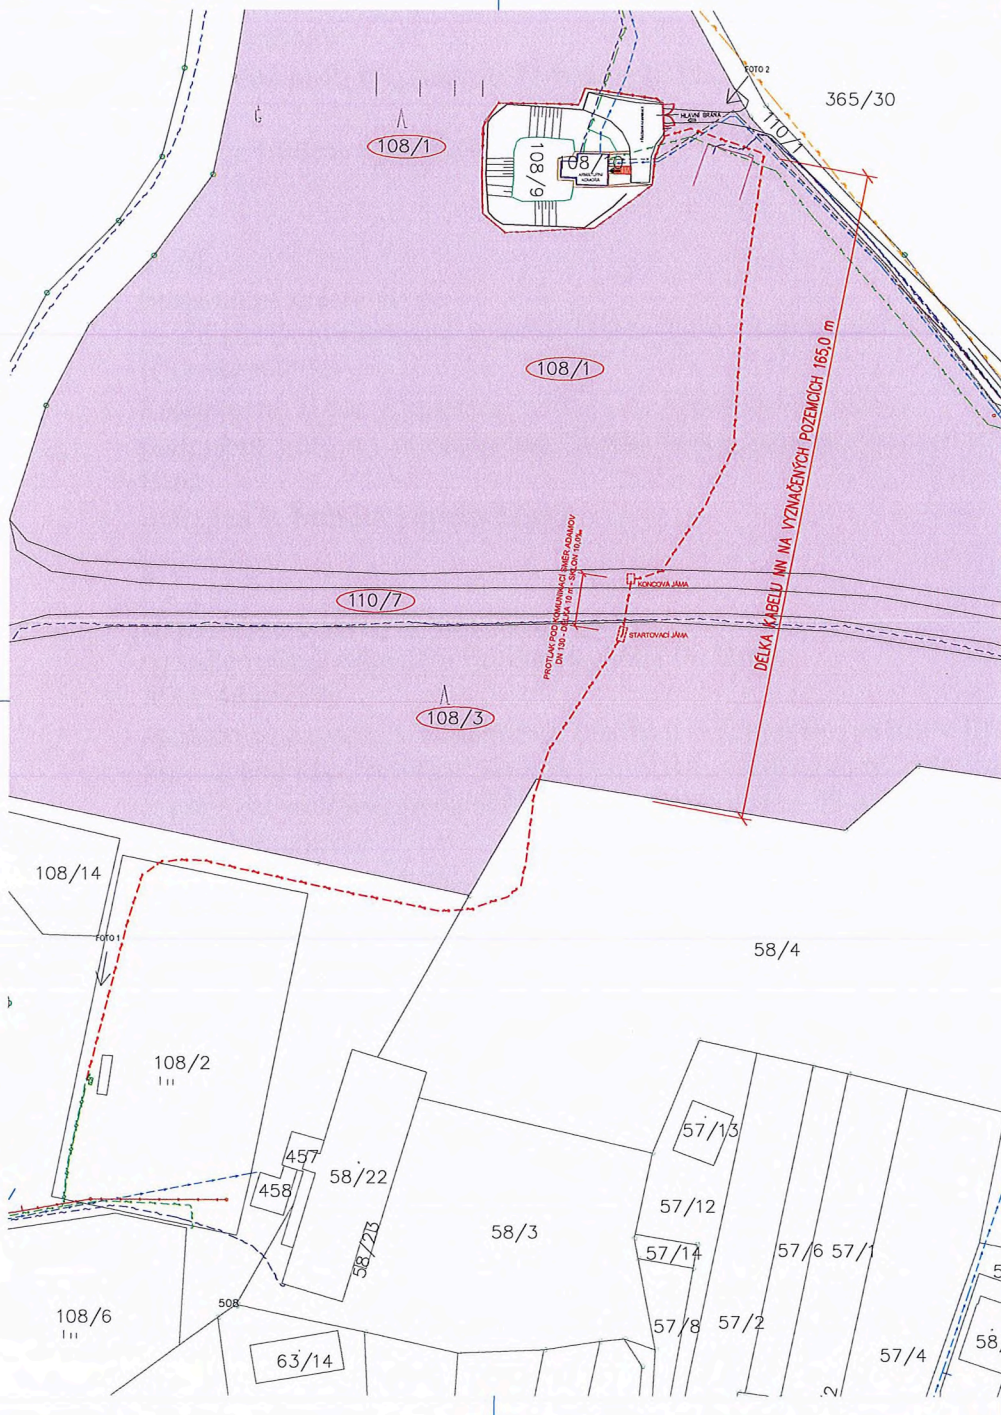 FOTO 2
365/30
110/1
HLAVNÍ BRÁNA
108/1
108/9
08/10
ARMATURNÍ
KOMORA
108/1
DÉLKA KABELU NN NA VYZNAČENÝCH POZEMCÍCH 165,0 m
PROTLAK POD KOMUNIKACÍ SMĚR ADAMOV
DN 130 - DÉLKA 10 m - SKLON 10,0‰
KONCOVÁ JÁMA
110/7
STARTOVACÍ JÁMA
108/3
108/14
FOTO 1
58/4
108/2
57/13
457
58/22
458
57/12
58/3
57/14
57/6
57/1
58/23
508
108/6
57/8
57/2
63/14
57/4
58/